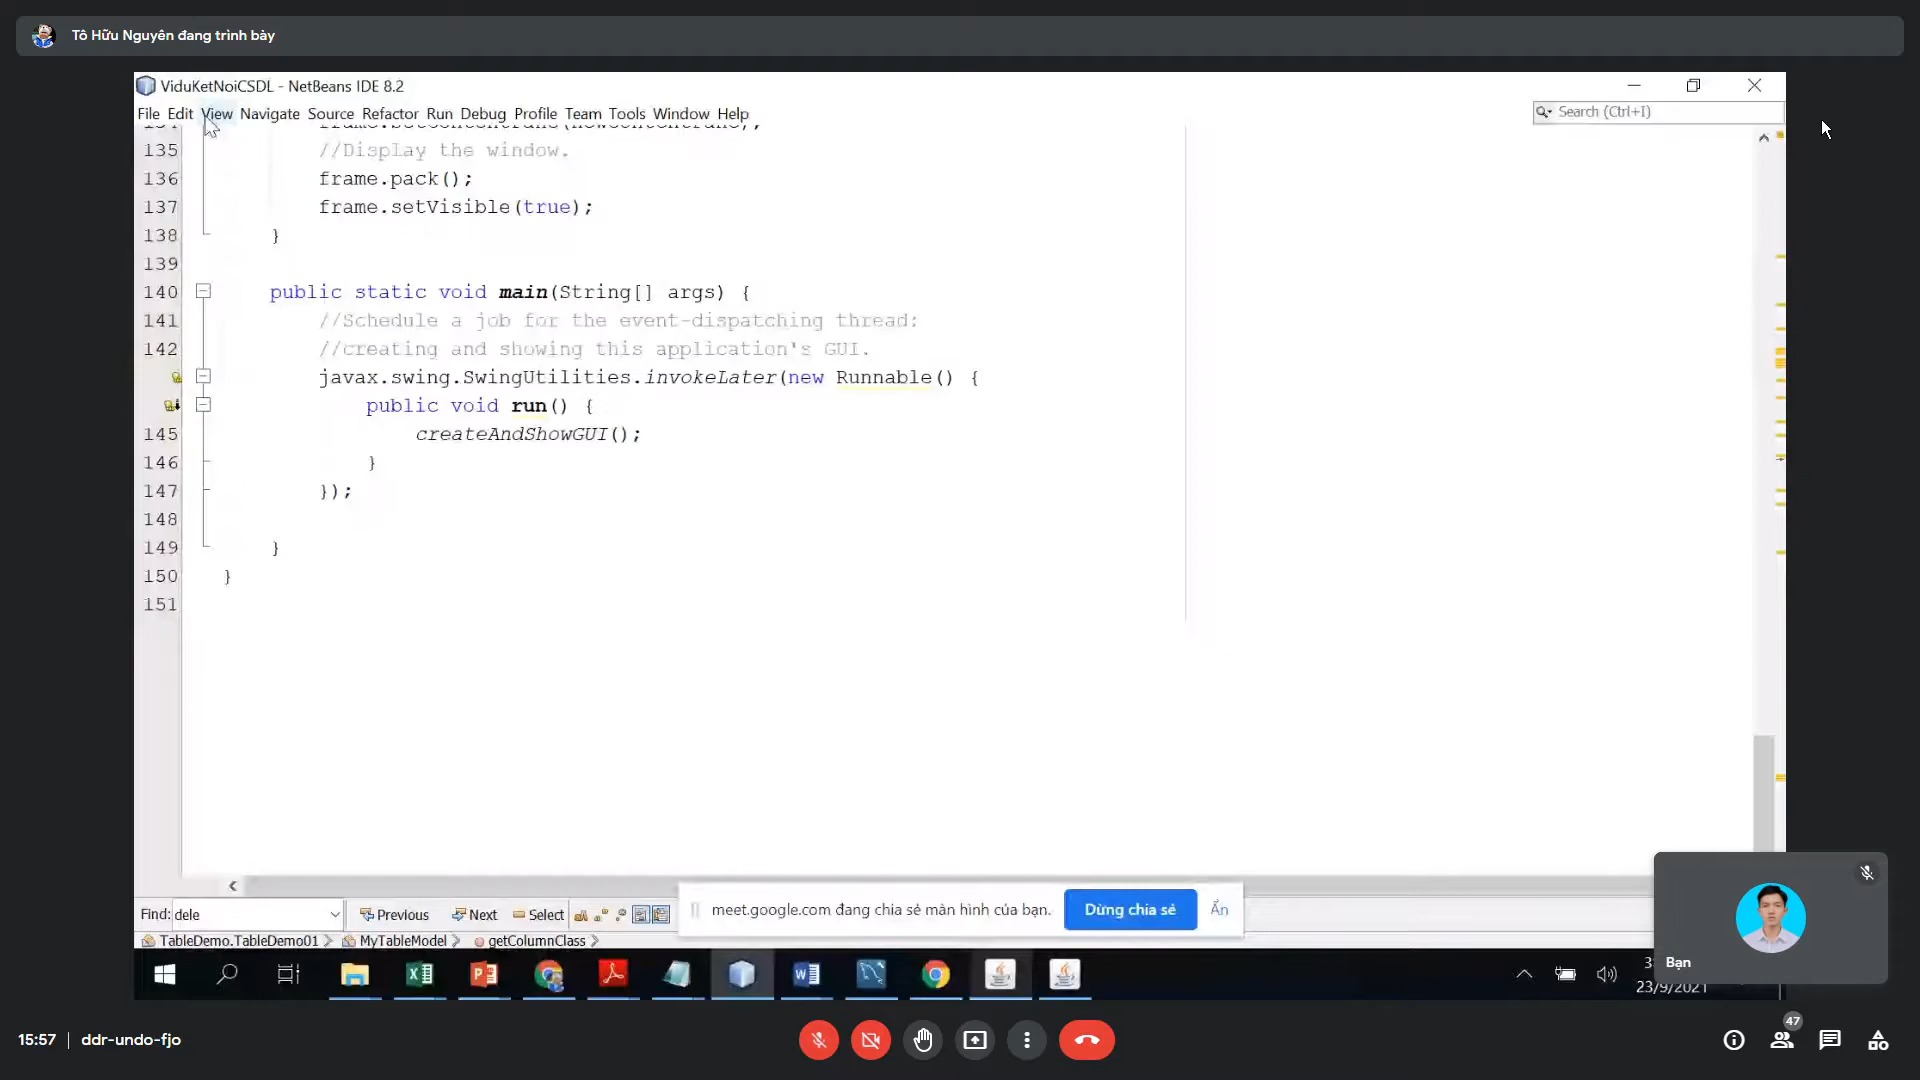 Tô Hữu Nguyên đang trình bày
ViduKetNoiCSDL - NetBeans IDE 8.2
File Edit View Navigate Source Refactor Run Debug Profile Team Tools Window Help
Search (Ctrl+I)
135 //Display the window.
136 frame.pack();
137 frame.setVisible(true);
138 }
139
140 public static void main(String[] args) {
141 //Schedule a job for the event-dispatching thread:
142 //creating and showing this application's GUI.
javax.swing.SwingUtilities.invokeLater(new Runnable() {
public void run() {
145 createAndShowGUI();
146 }
147 });
148
149 }
150 }
151
Find: dele Previous Next Select
meet.google.com đang chia sẻ màn hình của bạn. Dừng chia sẻ Ẩn
TableDemo.TableDemo01 MyTableModel getColumnClass
Bạn
23/9/2021
15:57 | ddr-undo-fjo
47